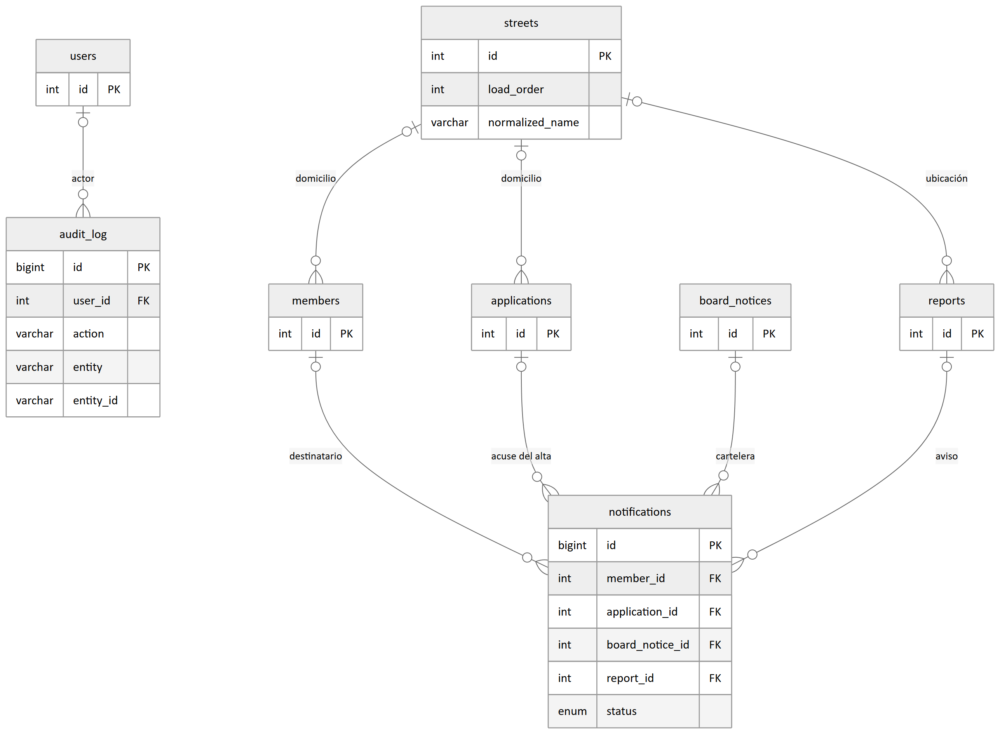 streets
int id PK
int load_order
varchar normalized_name
users
int id PK
domicilio
domicilio
ubicación
actor
audit_log
bigint id PK
int user_id FK
varchar action
varchar entity
varchar entity_id
members
int id PK
applications
int id PK
board_notices
int id PK
reports
int id PK
destinatario
acuse del alta
cartelera
aviso
notifications
bigint id PK
int member_id FK
int application_id FK
int board_notice_id FK
int report_id FK
enum status